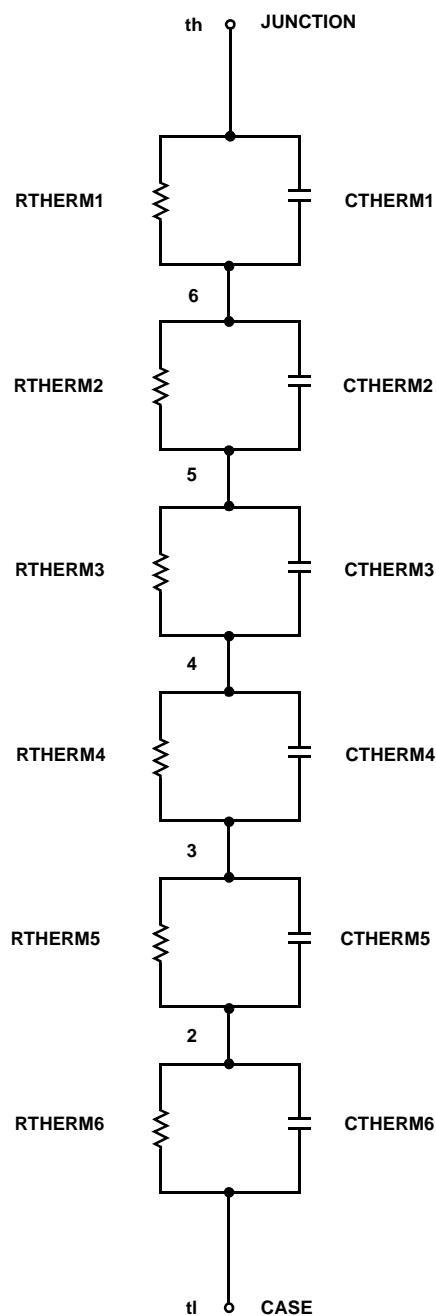 th JUNCTION
RTHERM1 CTHERM1
6
RTHERM2 CTHERM2
5
RTHERM3 CTHERM3
4
RTHERM4 CTHERM4
3
RTHERM5 CTHERM5
2
RTHERM6 CTHERM6
tl CASE